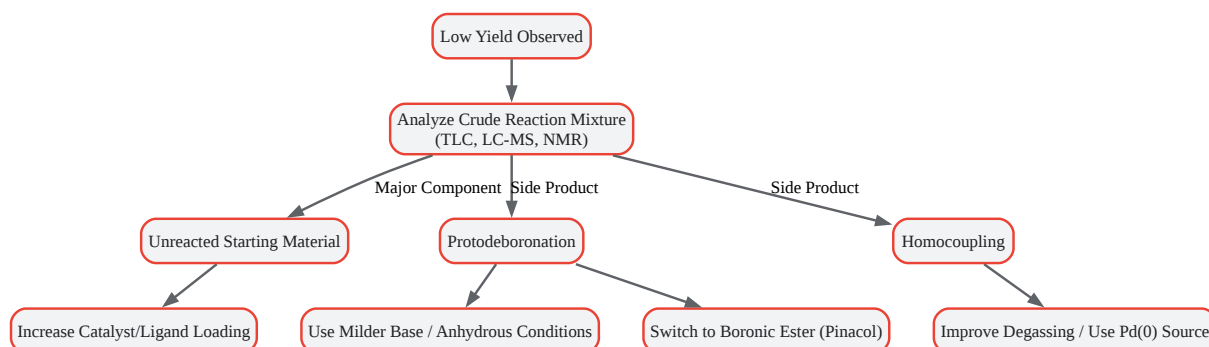 Low Yield Observed
Analyze Crude Reaction Mixture
(TLC, LC-MS, NMR)
Major Component
Side Product
Side Product
Unreacted Starting Material
Protodeboronation
Homocoupling
Increase Catalyst/Ligand Loading
Use Milder Base / Anhydrous Conditions
Switch to Boronic Ester (Pinacol)
Improve Degassing / Use Pd(0) Source